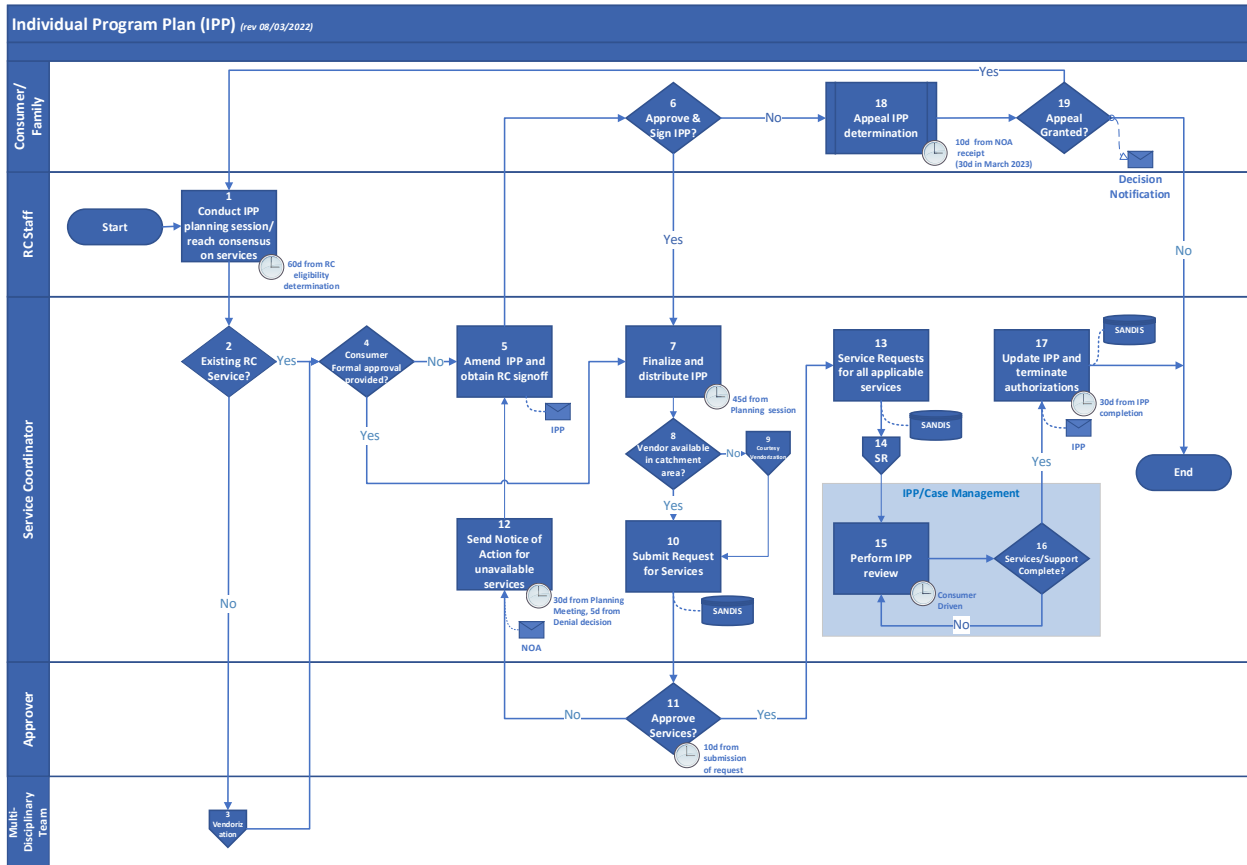 Individual Program Plan (IPP) (rev 08/03/2022)
Consumer/
Family
Yes
6
Approve &
Sign IPP?
No
18
Appeal IPP
determination
10d from NOA
receipt
(30d in March 2023)
19
Appeal
Granted?
Decision
Notification
RC Staff
Start
1
Conduct IPP
planning session/
reach consensus
on services
60d from RC
eligibility
determination
Yes
No
Service Coordinator
2
Existing RC
Service?
Yes
4
Consumer
Formal approval
provided?
No
5
Amend IPP and
obtain RC signoff
IPP
7
Finalize and
distribute IPP
45d from
Planning session
13
Service Requests
for all applicable
services
SANDIS
17
Update IPP and
terminate
authorizations
SANDIS
30d from IPP
completion
IPP
Yes
8
Vendor available
in catchment
area?
No
9
Courtesy
Vendorization
14
SR
Yes
Yes
End
IPP/Case Management
12
Send Notice of
Action for
unavailable
services
30d from Planning
Meeting, 5d from
Denial decision
NOA
10
Submit Request
for Services
SANDIS
15
Perform IPP
review
Consumer
Driven
16
Services/Support
Complete?
No
No
Approver
No
11
Approve
Services?
Yes
10d from
submission
of request
Multi-
Disciplinary
Team
3
Vendoriz
ation